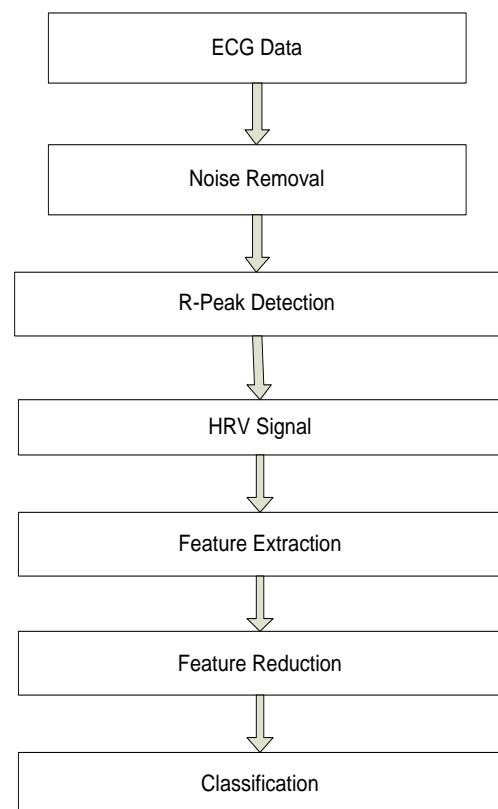 ECG Data
Noise Removal
R-Peak Detection
HRV Signal
Feature Extraction
Feature Reduction
Classification